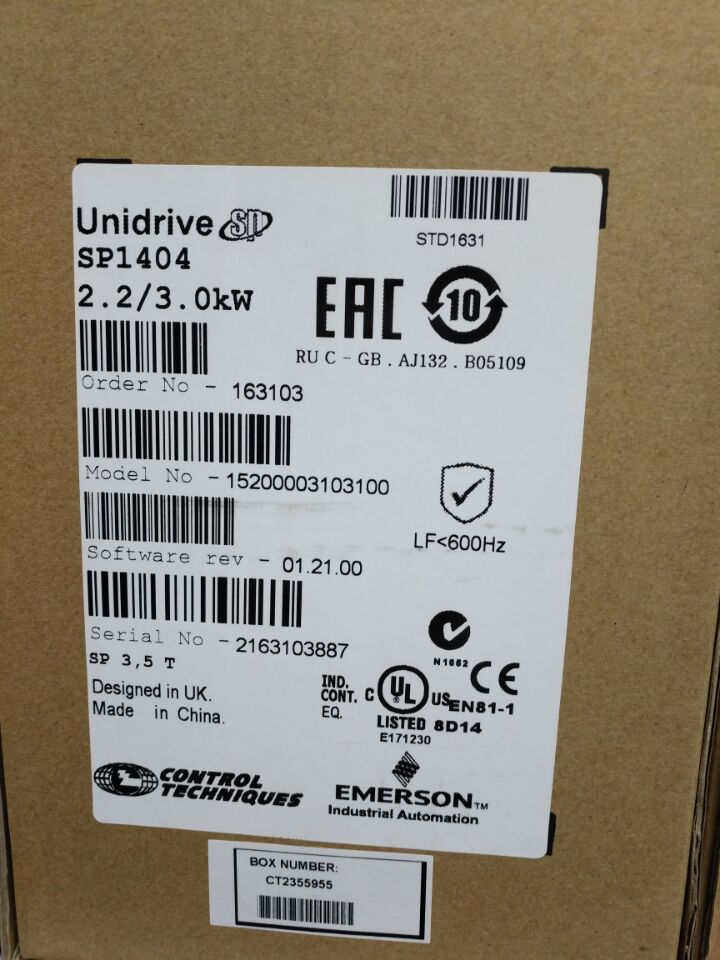 Unidrive SP
SP1404
2.2/3.0kW
STD1631
EAC
10
RU C - GB . AJ132 . B05109
Order No - 163103
Model No - 15200003103100
LF<600Hz
Software rev - 01.21.00
Serial No - 2163103887
SP 3,5 T
N1652
CE
Designed in UK.
Made in China.
IND.
CONT.
EQ.
C UL US
LISTED 8D14
E171230
EN81-1
CONTROL
TECHNIQUES
EMERSON™
Industrial Automation
BOX NUMBER:
CT2355955